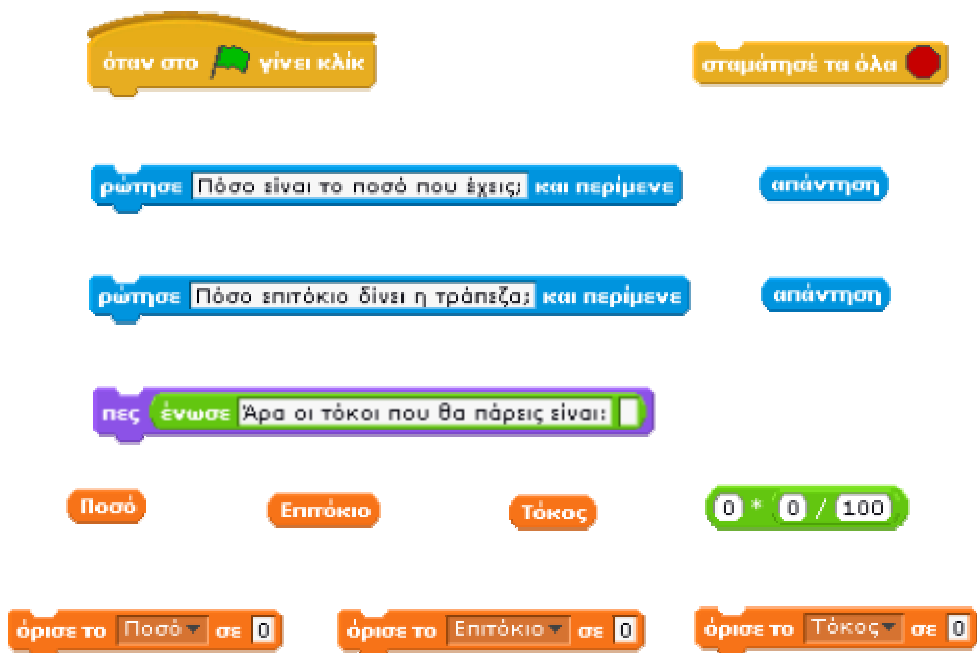 όταν στο γίνει κλίκ
σταμάτησέ τα όλα
ρώτησε Πόσο είναι το ποσό που έχεις; και περίμενε
απάντηση
ρώτησε Πόσο επιτόκιο δίνει η τράπεζα; και περίμενε
απάντηση
πες ένωσε Άρα οι τόκοι που θα πάρεις είναι:
Ποσό
Επιτόκιο
Τόκος
0 * 0 / 100
όρισε το Ποσό σε 0
όρισε το Επιτόκιο σε 0
όρισε το Τόκος σε 0